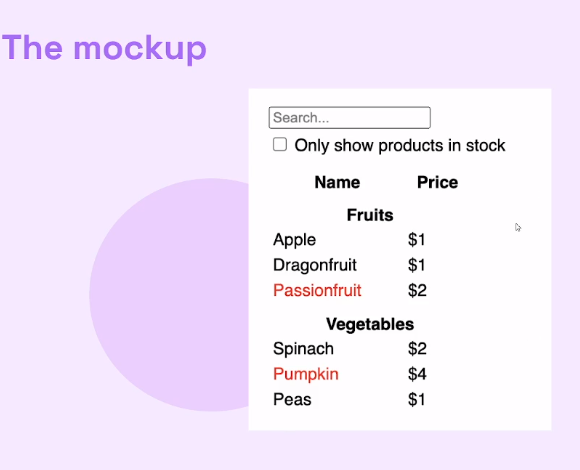 The mockup
Search...
Only show products in stock
Name Price
Fruits
Apple $1
Dragonfruit $1
Passionfruit $2
Vegetables
Spinach $2
Pumpkin $4
Peas $1